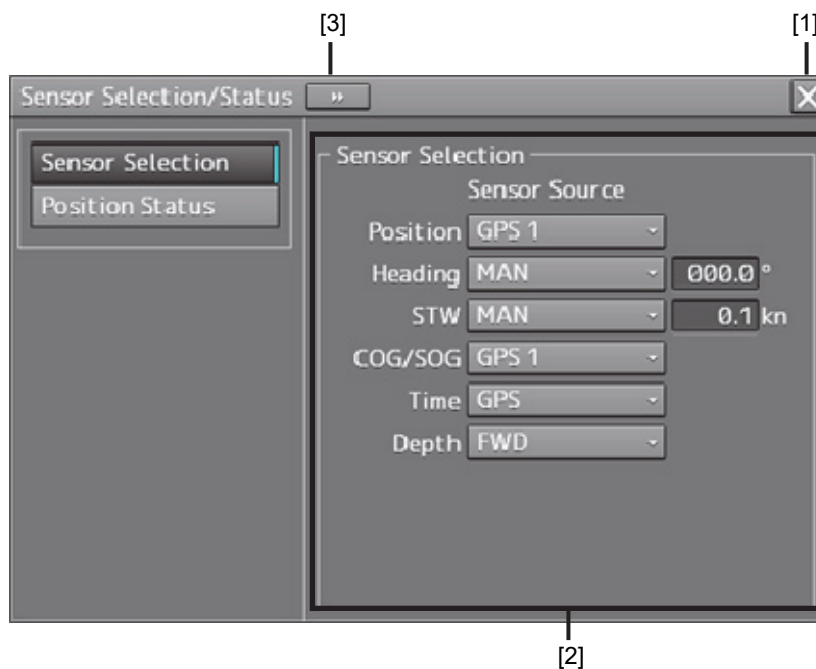 [3] [1]
Sensor Selection/Status »
Sensor Selection
Position Status
Sensor Selection
Sensor Source
Position GPS 1
Heading MAN 000.0 °
STW MAN 0.1 kn
COG/SOG GPS 1
Time GPS
Depth FWD
[2]